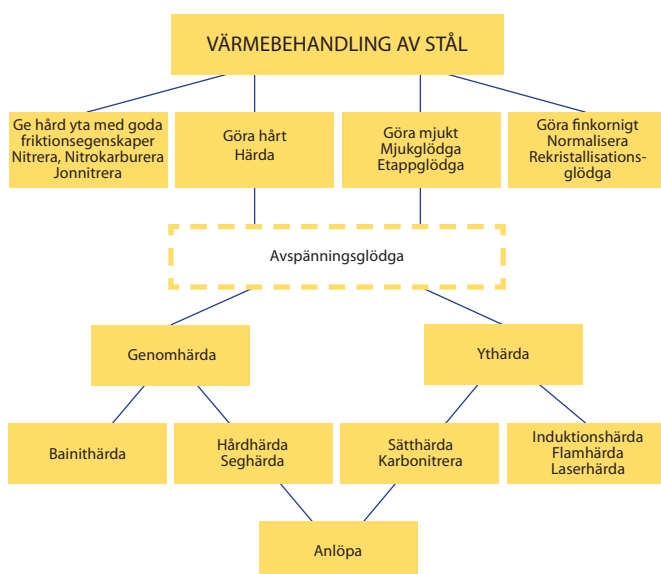 VÄRMEBEHANDLING AV STÅL
Ge hård yta med goda
friktionsegenskaper
Nitrera, Nitrokarburera
Jonnitrera
Göra hårt
Härda
Göra mjukt
Mjukglödga
Etappglödga
Göra finkornigt
Normalisera
Rekristallisations-
glödga
Avspänningsglödga
Genomhärda
Ythärda
Bainithärda
Hårdhärda
Seghärda
Sätthärda
Karbonitrera
Induktionshärda
Flamhärda
Laserhärda
Anlöpa